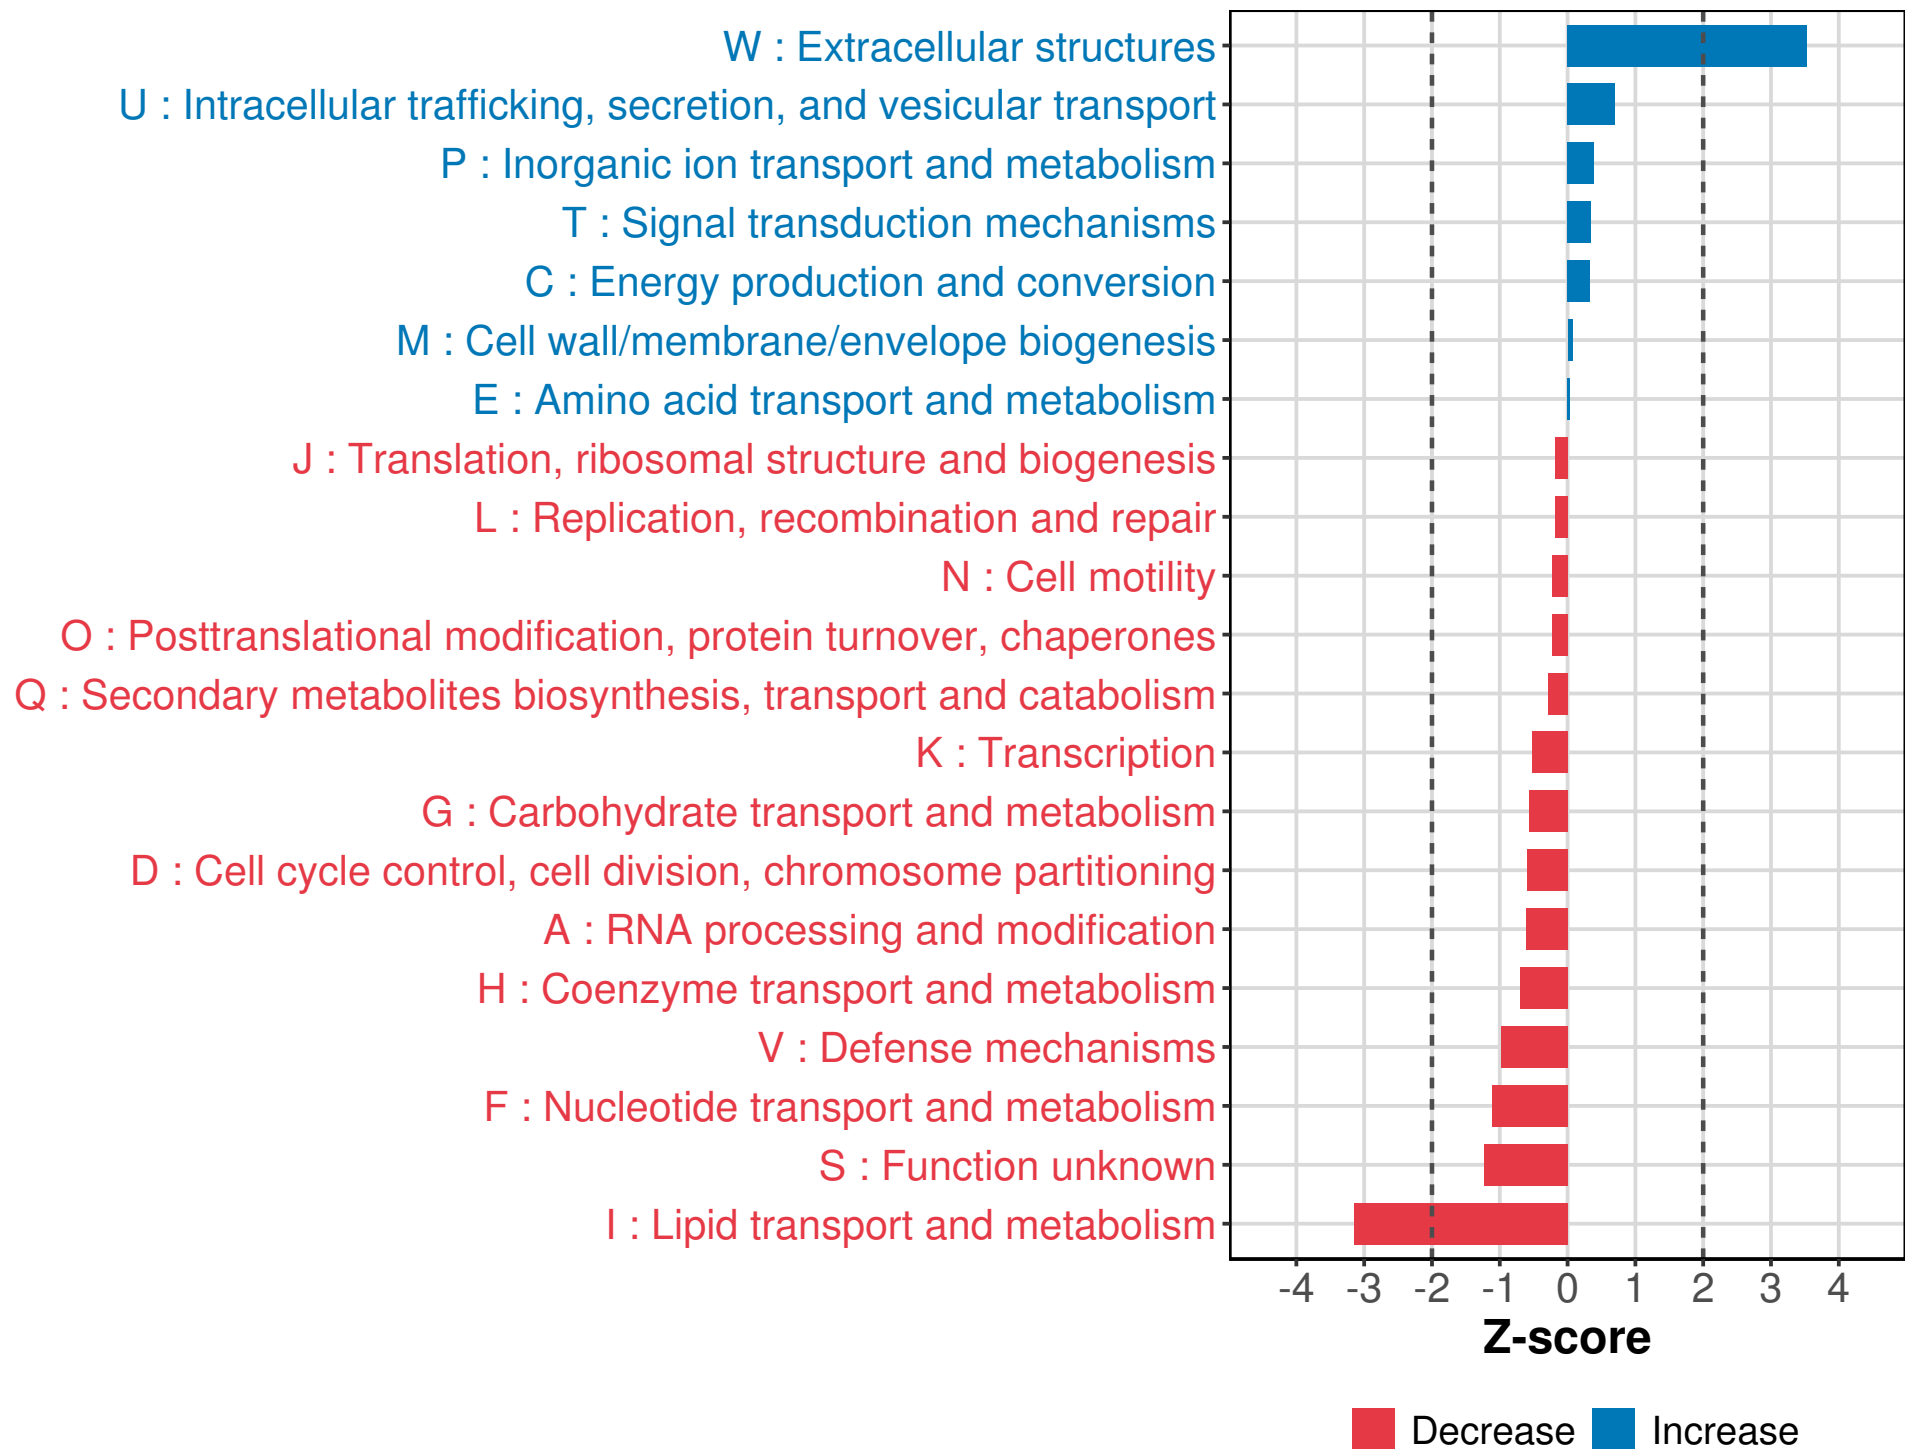 W : Extracellular structures
U : Intracellular trafficking, secretion, and vesicular transport
P : Inorganic ion transport and metabolism
T : Signal transduction mechanisms
C : Energy production and conversion
M : Cell wall/membrane/envelope biogenesis
E : Amino acid transport and metabolism
J : Translation, ribosomal structure and biogenesis
L : Replication, recombination and repair
N : Cell motility
O : Posttranslational modification, protein turnover, chaperones
Q : Secondary metabolites biosynthesis, transport and catabolism
K : Transcription
G : Carbohydrate transport and metabolism
D : Cell cycle control, cell division, chromosome partitioning
A : RNA processing and modification
H : Coenzyme transport and metabolism
V : Defense mechanisms
F : Nucleotide transport and metabolism
S : Function unknown
I : Lipid transport and metabolism
-4 -3 -2 -1 0 1 2 3 4
Z-score
Decrease Increase